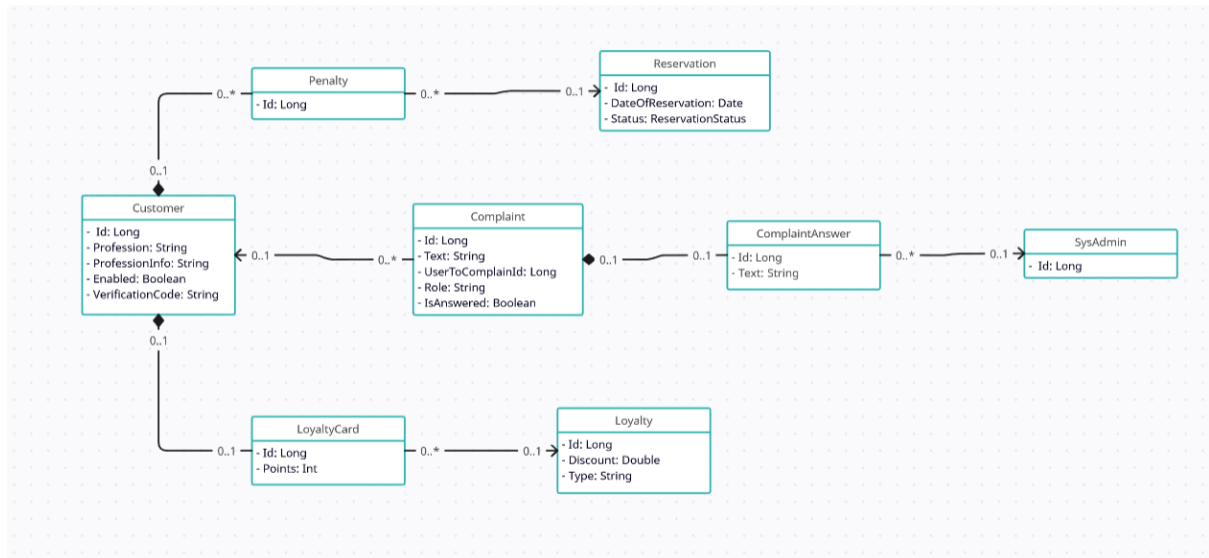 Penalty
- Id: Long
0..*
0..*
0..1
Reservation
- Id: Long
- DateOfReservation: Date
- Status: ReservationStatus
0..1
Customer
- Id: Long
- Profession: String
- ProfessionInfo: String
- Enabled: Boolean
- VerificationCode: String
0..1
0..*
Complaint
- Id: Long
- Text: String
- UserToComplainId: Long
- Role: String
- IsAnswered: Boolean
0..1
0..1
ComplaintAnswer
- Id: Long
- Text: String
0..*
0..1
SysAdmin
- Id: Long
0..1
0..1
LoyaltyCard
- Id: Long
- Points: Int
0..*
0..1
Loyalty
- Id: Long
- Discount: Double
- Type: String